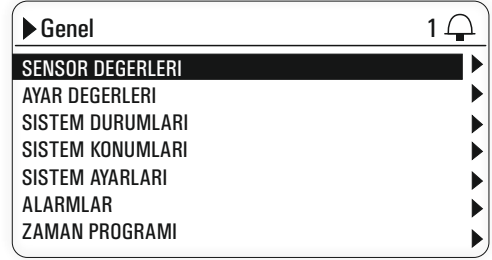 Genel 1
SENSOR DEGERLERI
AYAR DEGERLERI
SISTEM DURUMLARI
SISTEM KONUMLARI
SISTEM AYARLARI
ALARMLAR
ZAMAN PROGRAMI